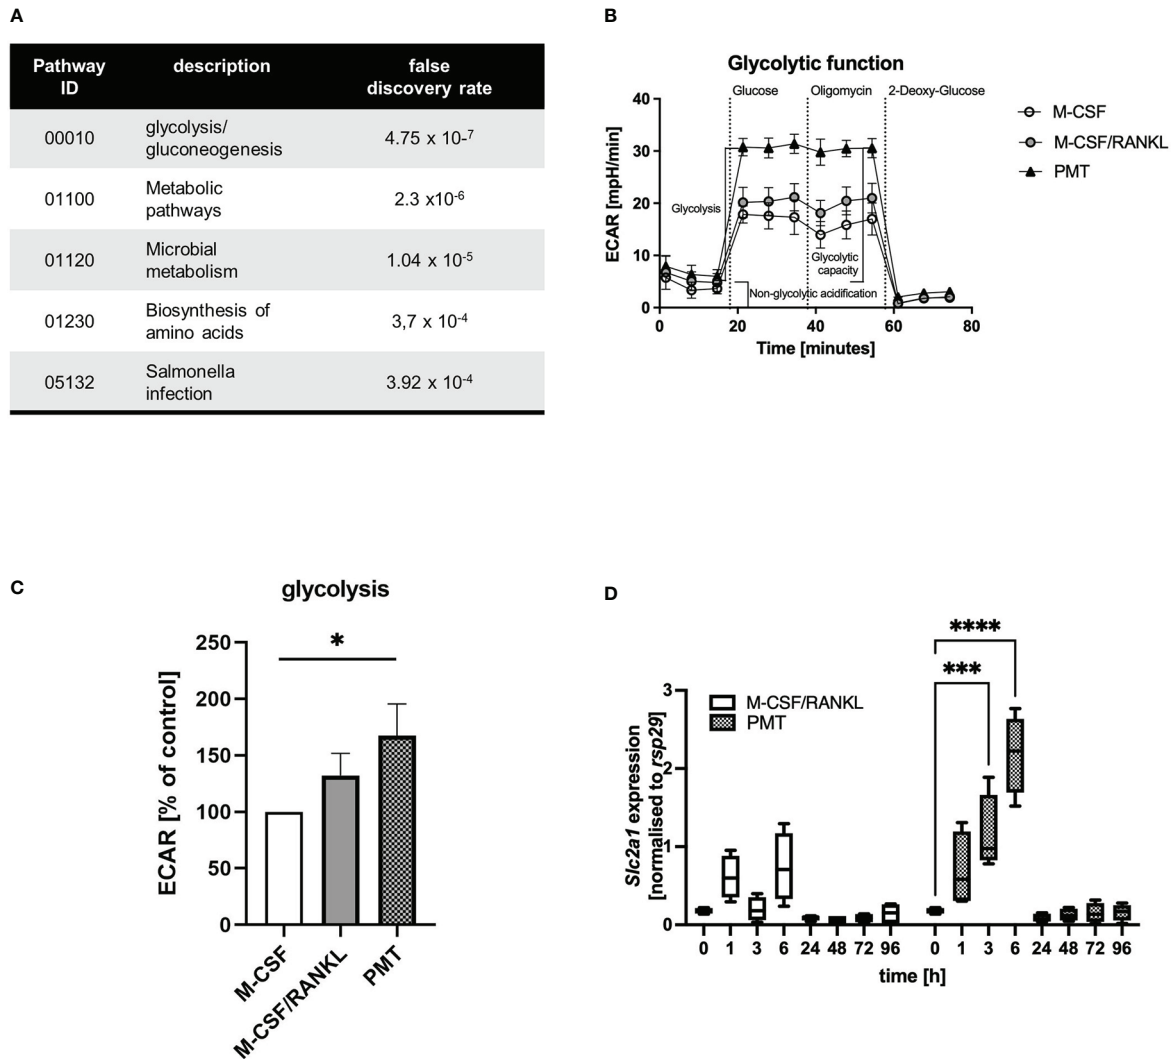 A
Pathway ID description false discovery rate
00010 glycolysis/ gluconeogenesis 4.75 x 10-⁷
01100 Metabolic pathways 2.3 x10-⁶
01120 Microbial metabolism 1.04 x 10-⁵
01230 Biosynthesis of amino acids 3,7 x 10-⁴
05132 Salmonella infection 3.92 x 10-⁴
B
Glycolytic function
Glucose Oligomycin 2-Deoxy-Glucose
ECAR [mpH/min]
40
30
20
10
0
Glycolysis
Glycolytic
capacity
Non-glycolytic acidification
0 20 40 60 80
Time [minutes]
M-CSF
M-CSF/RANKL
PMT
C
glycolysis
*
ECAR [% of control]
250
200
150
100
50
0
M-CSF
M-CSF/RANKL
PMT
D
****
***
M-CSF/RANKL
PMT
Slc2a1 expression
[normalised to rsp29]
3
2
1
0
0 1 3 6 24 48 72 96 0 1 3 6 24 48 72 96
time [h]